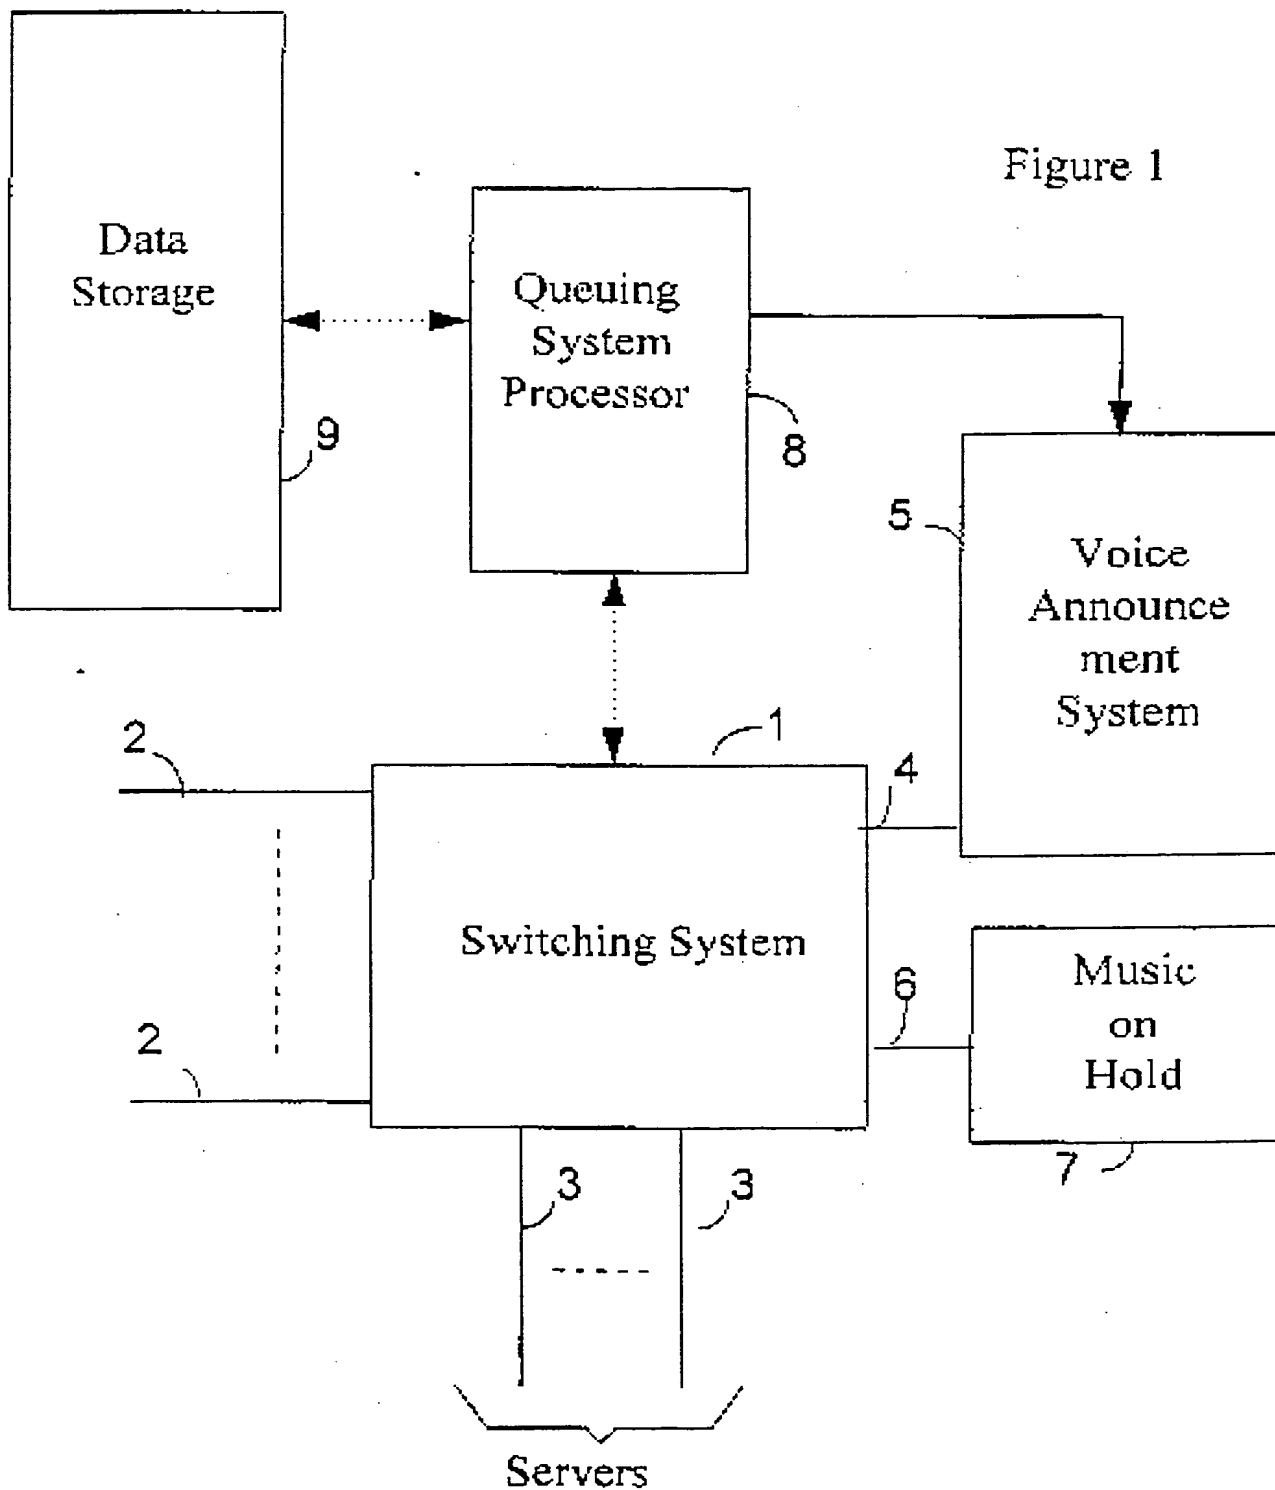 Figure 1
Data
Storage
Queuing
System
Processor
9
8
5
Voice
Announce
ment
System
2
1
4
Switching System
6
Music
on
Hold
2
7
3
3
Servers